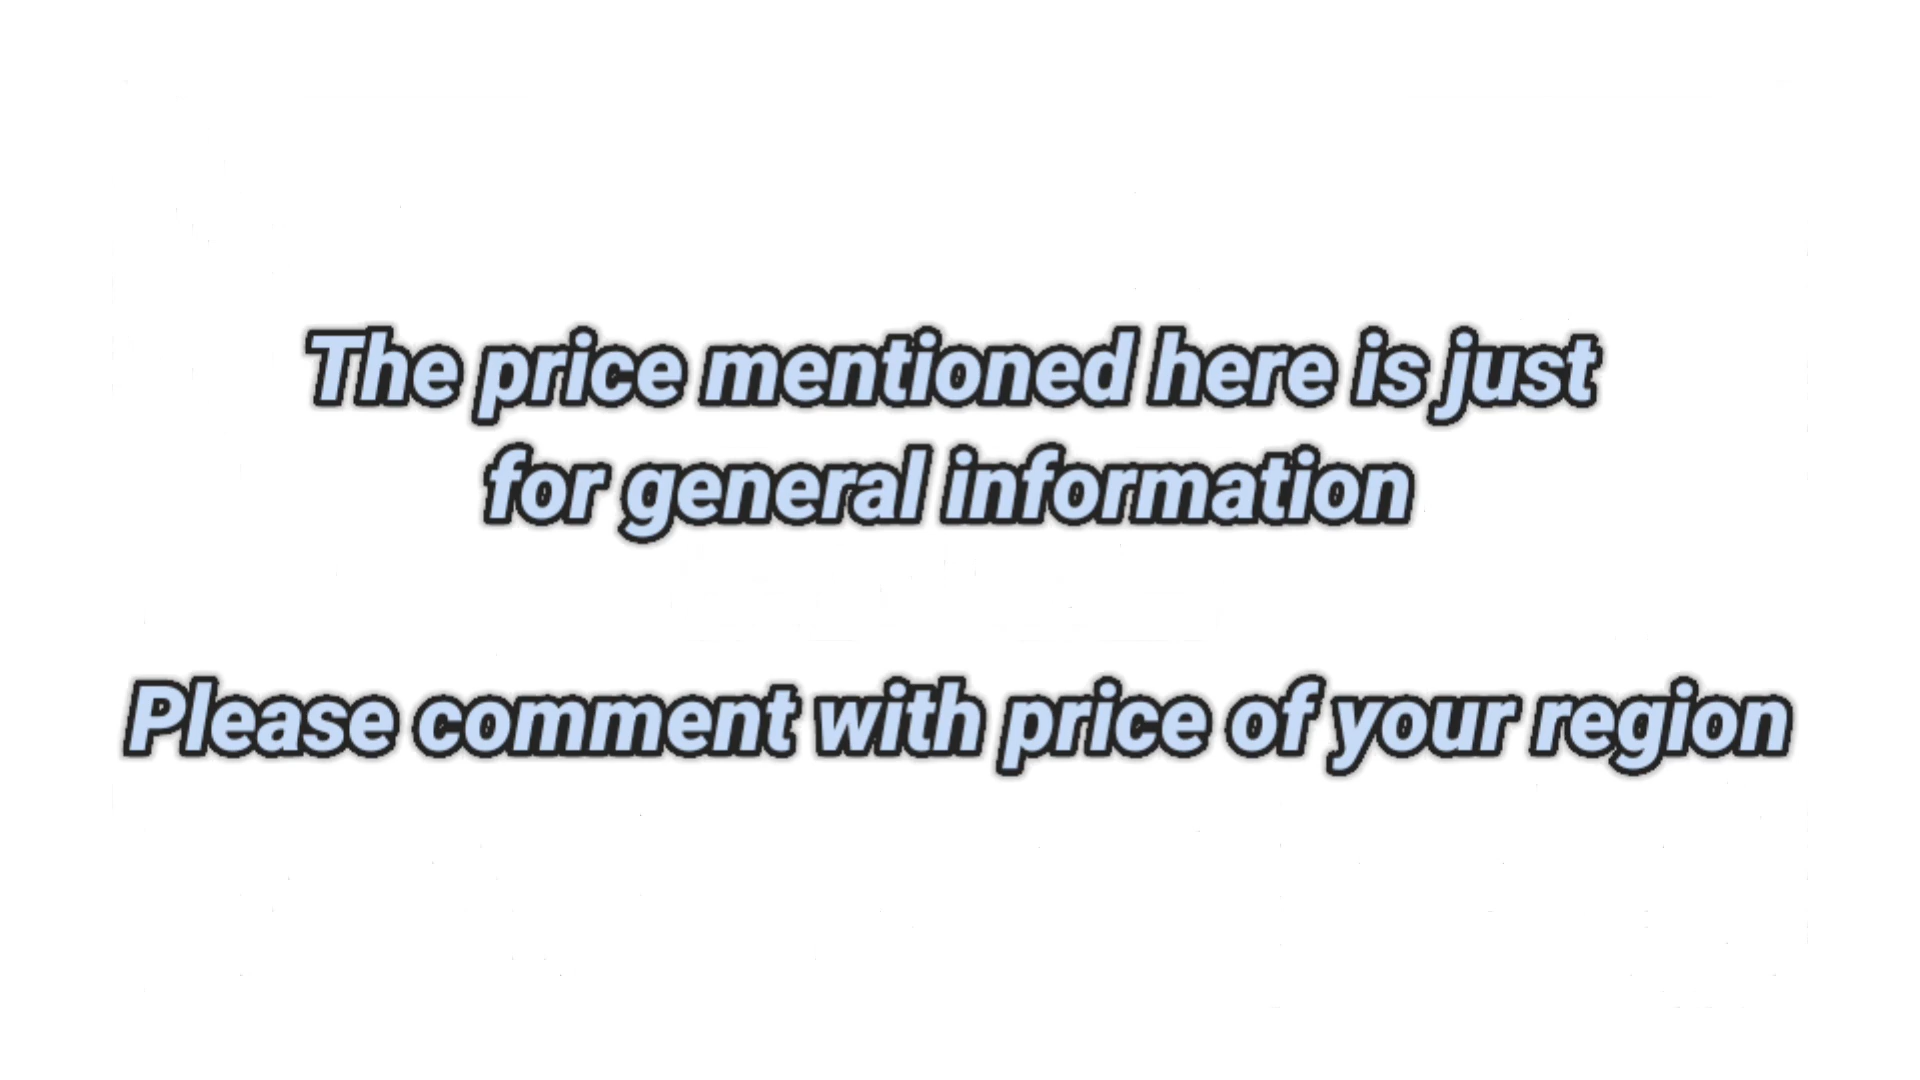 The price mentioned here is just
for general information
Please comment with price of your region